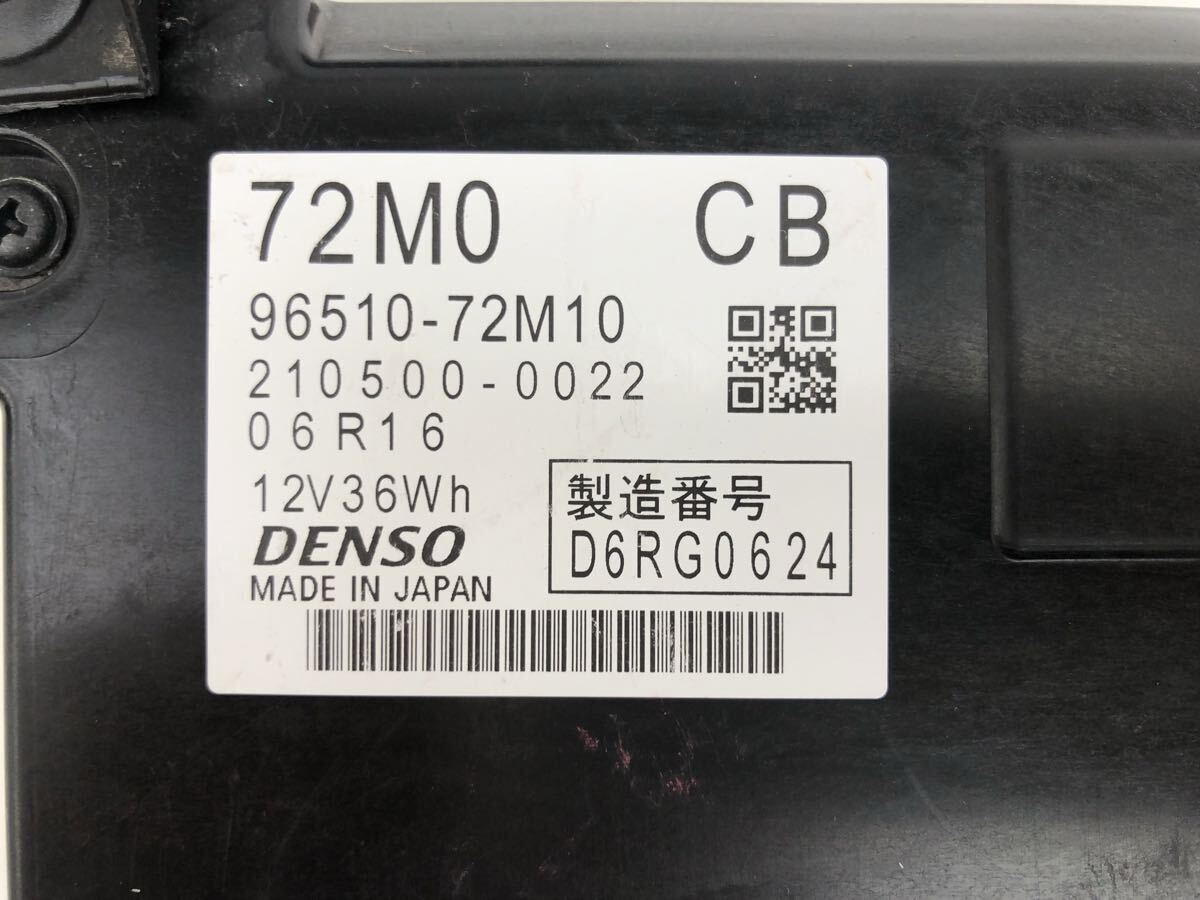 72M0 CB
96510-72M10
210500-0022
06R16
12V36Wh
DENSO
MADE IN JAPAN
製造番号
D6RG0624